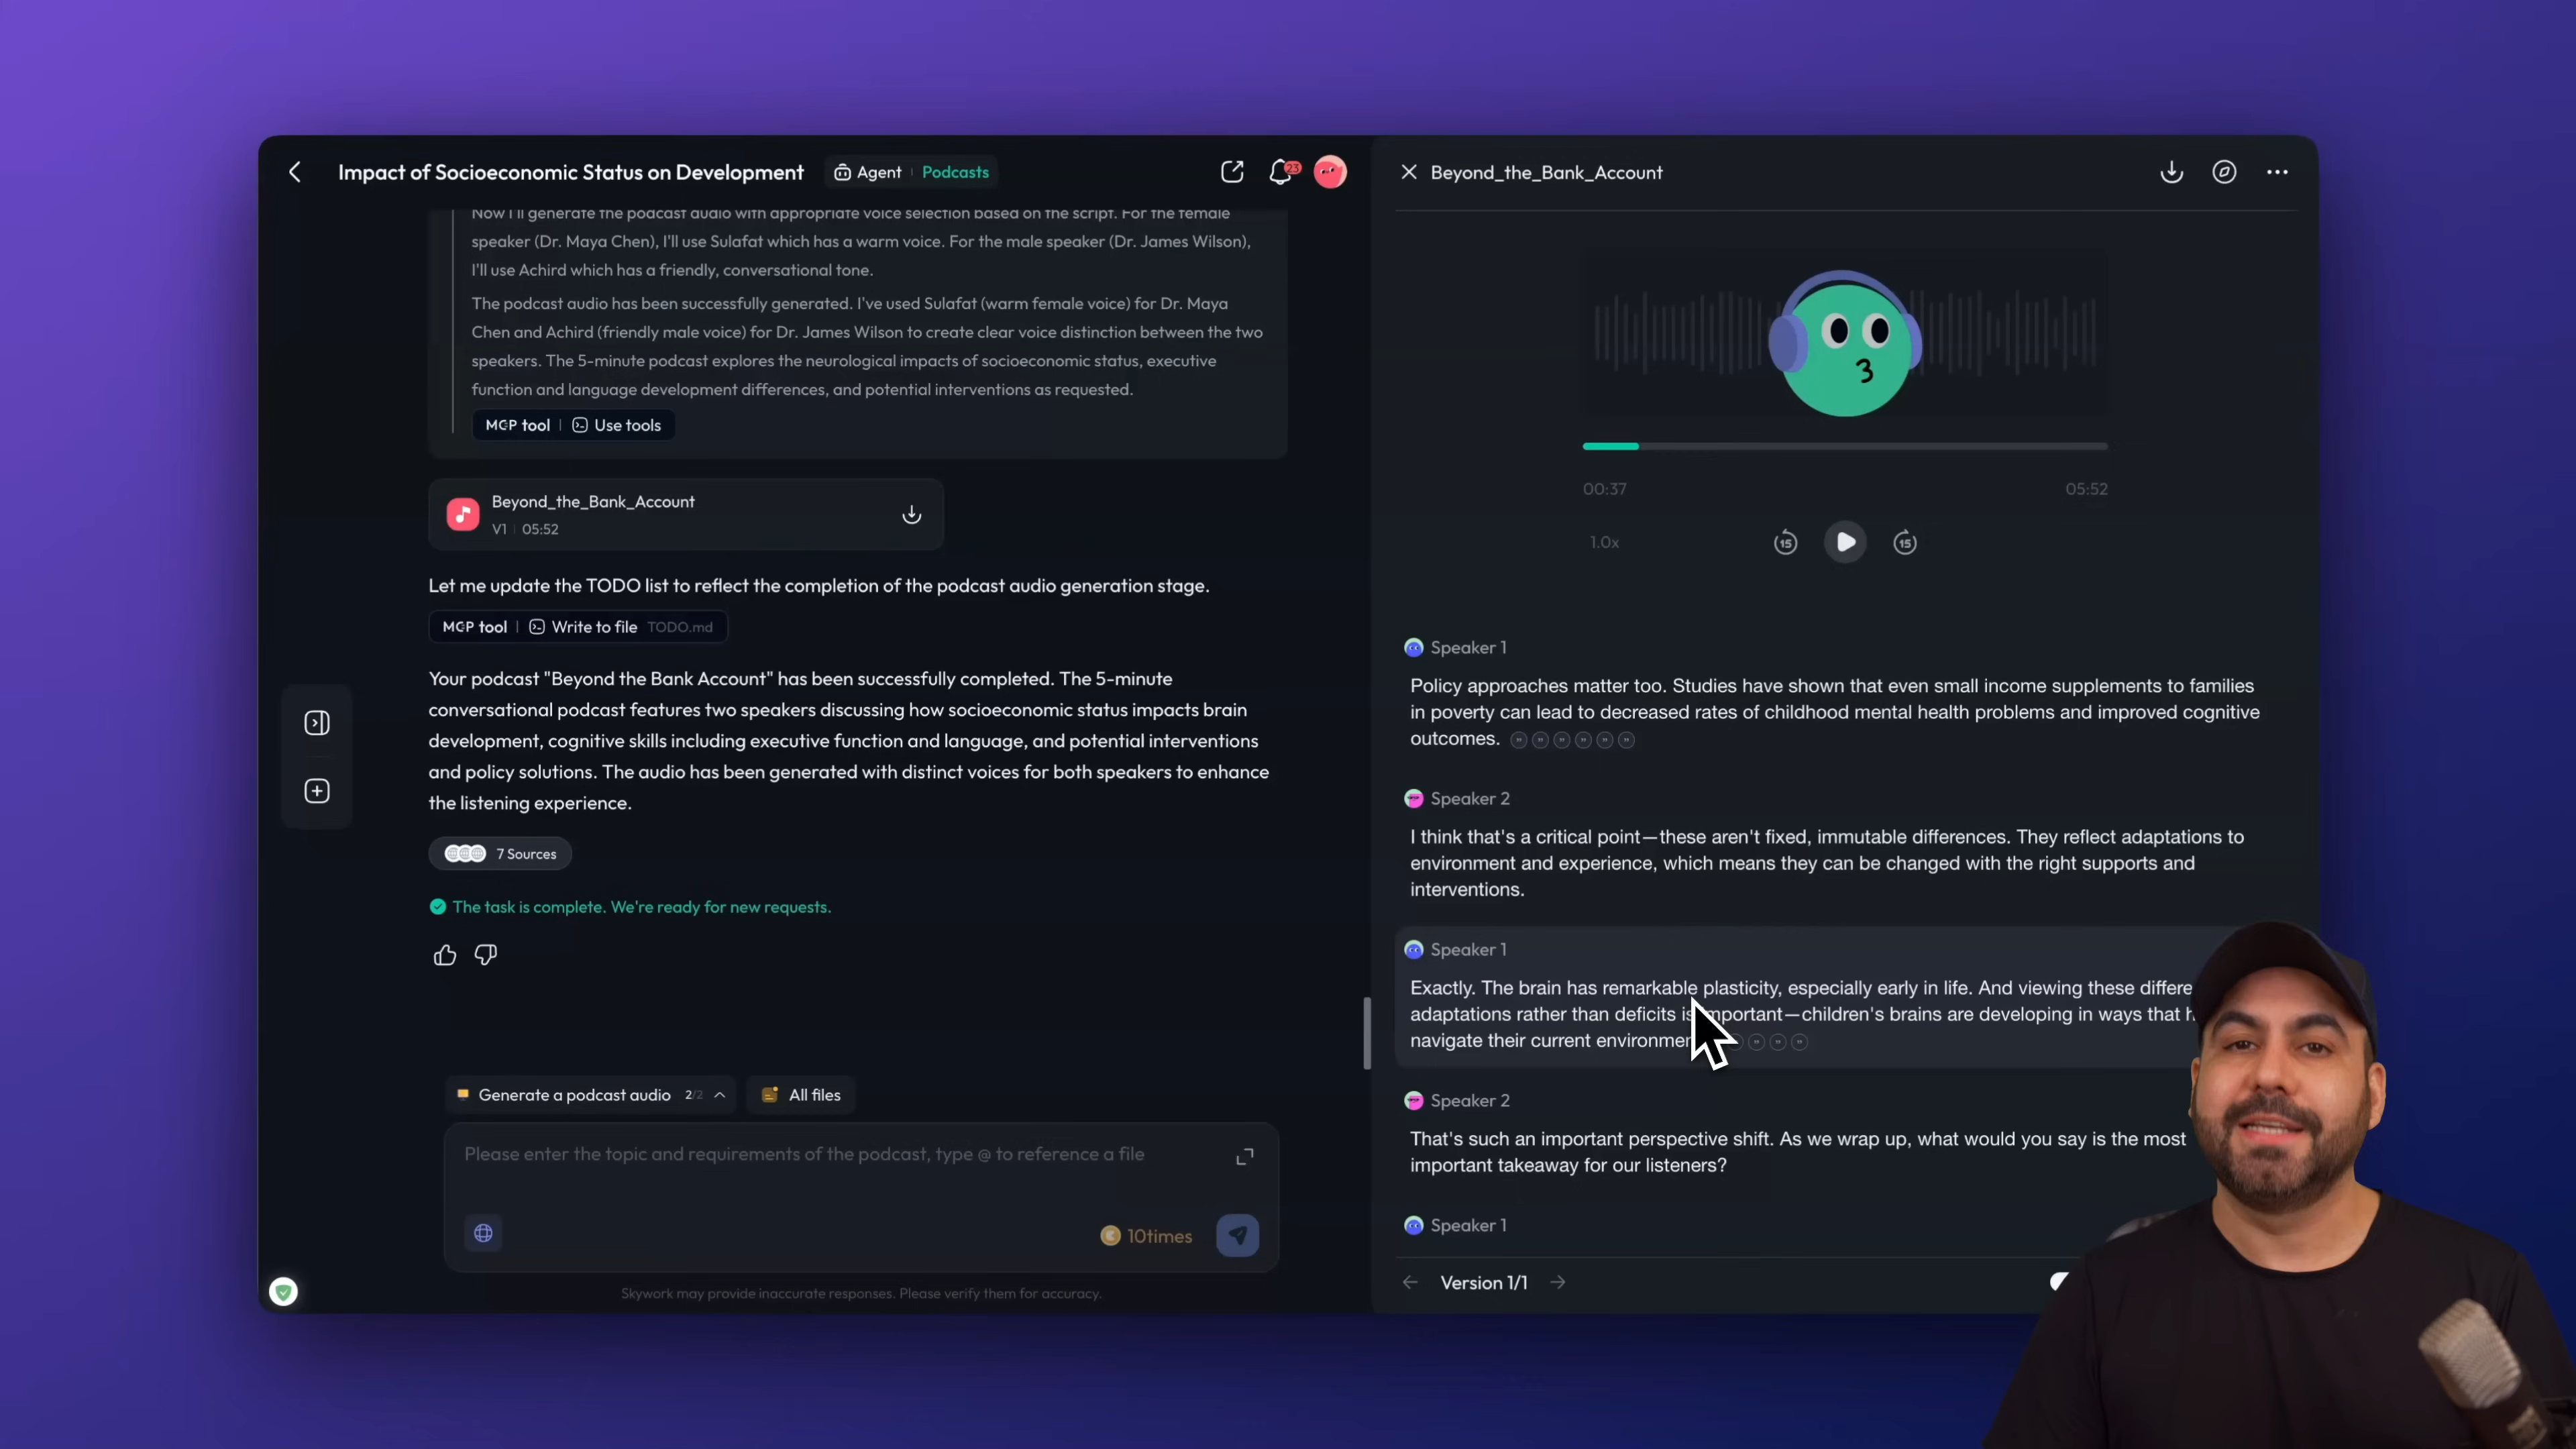 Impact of Socioeconomic Status on Development
Agent
Podcasts
23
Now I'll generate the podcast audio with appropriate voice selection based on the script. For the female
speaker (Dr. Maya Chen), I'll use Sulafat which has a warm voice. For the male speaker (Dr. James Wilson),
I'll use Achird which has a friendly, conversational tone.
The podcast audio has been successfully generated. I've used Sulafat (warm female voice) for Dr. Maya
Chen and Achird (friendly male voice) for Dr. James Wilson to create clear voice distinction between the two
speakers. The 5-minute podcast explores the neurological impacts of socioeconomic status, executive
function and language development differences, and potential interventions as requested.
MCP tool | Use tools
Beyond_the_Bank_Account
V1 | 05:52
Let me update the TODO list to reflect the completion of the podcast audio generation stage.
MCP tool | Write to file TODO.md
Your podcast "Beyond the Bank Account" has been successfully completed. The 5-minute
conversational podcast features two speakers discussing how socioeconomic status impacts brain
development, cognitive skills including executive function and language, and potential interventions
and policy solutions. The audio has been generated with distinct voices for both speakers to enhance
the listening experience.
7 Sources
The task is complete. We're ready for new requests.
Generate a podcast audio 2/2
All files
Please enter the topic and requirements of the podcast, type @ to reference a file
10times
Skywork may provide inaccurate responses. Please verify them for accuracy.
Beyond_the_Bank_Account
00:37
05:52
1.0x
15
15
Speaker 1
Policy approaches matter too. Studies have shown that even small income supplements to families
in poverty can lead to decreased rates of childhood mental health problems and improved cognitive
outcomes.
Speaker 2
I think that's a critical point—these aren't fixed, immutable differences. They reflect adaptations to
environment and experience, which means they can be changed with the right supports and
interventions.
Speaker 1
Exactly. The brain has remarkable plasticity, especially early in life. And viewing these
adaptations rather than deficits is important—children's brains are developing in ways that
navigate their current
Speaker 2
That's such an important perspective shift. As we wrap up, what would you say is the most
important takeaway for our listeners?
Speaker 1
Version 1/1